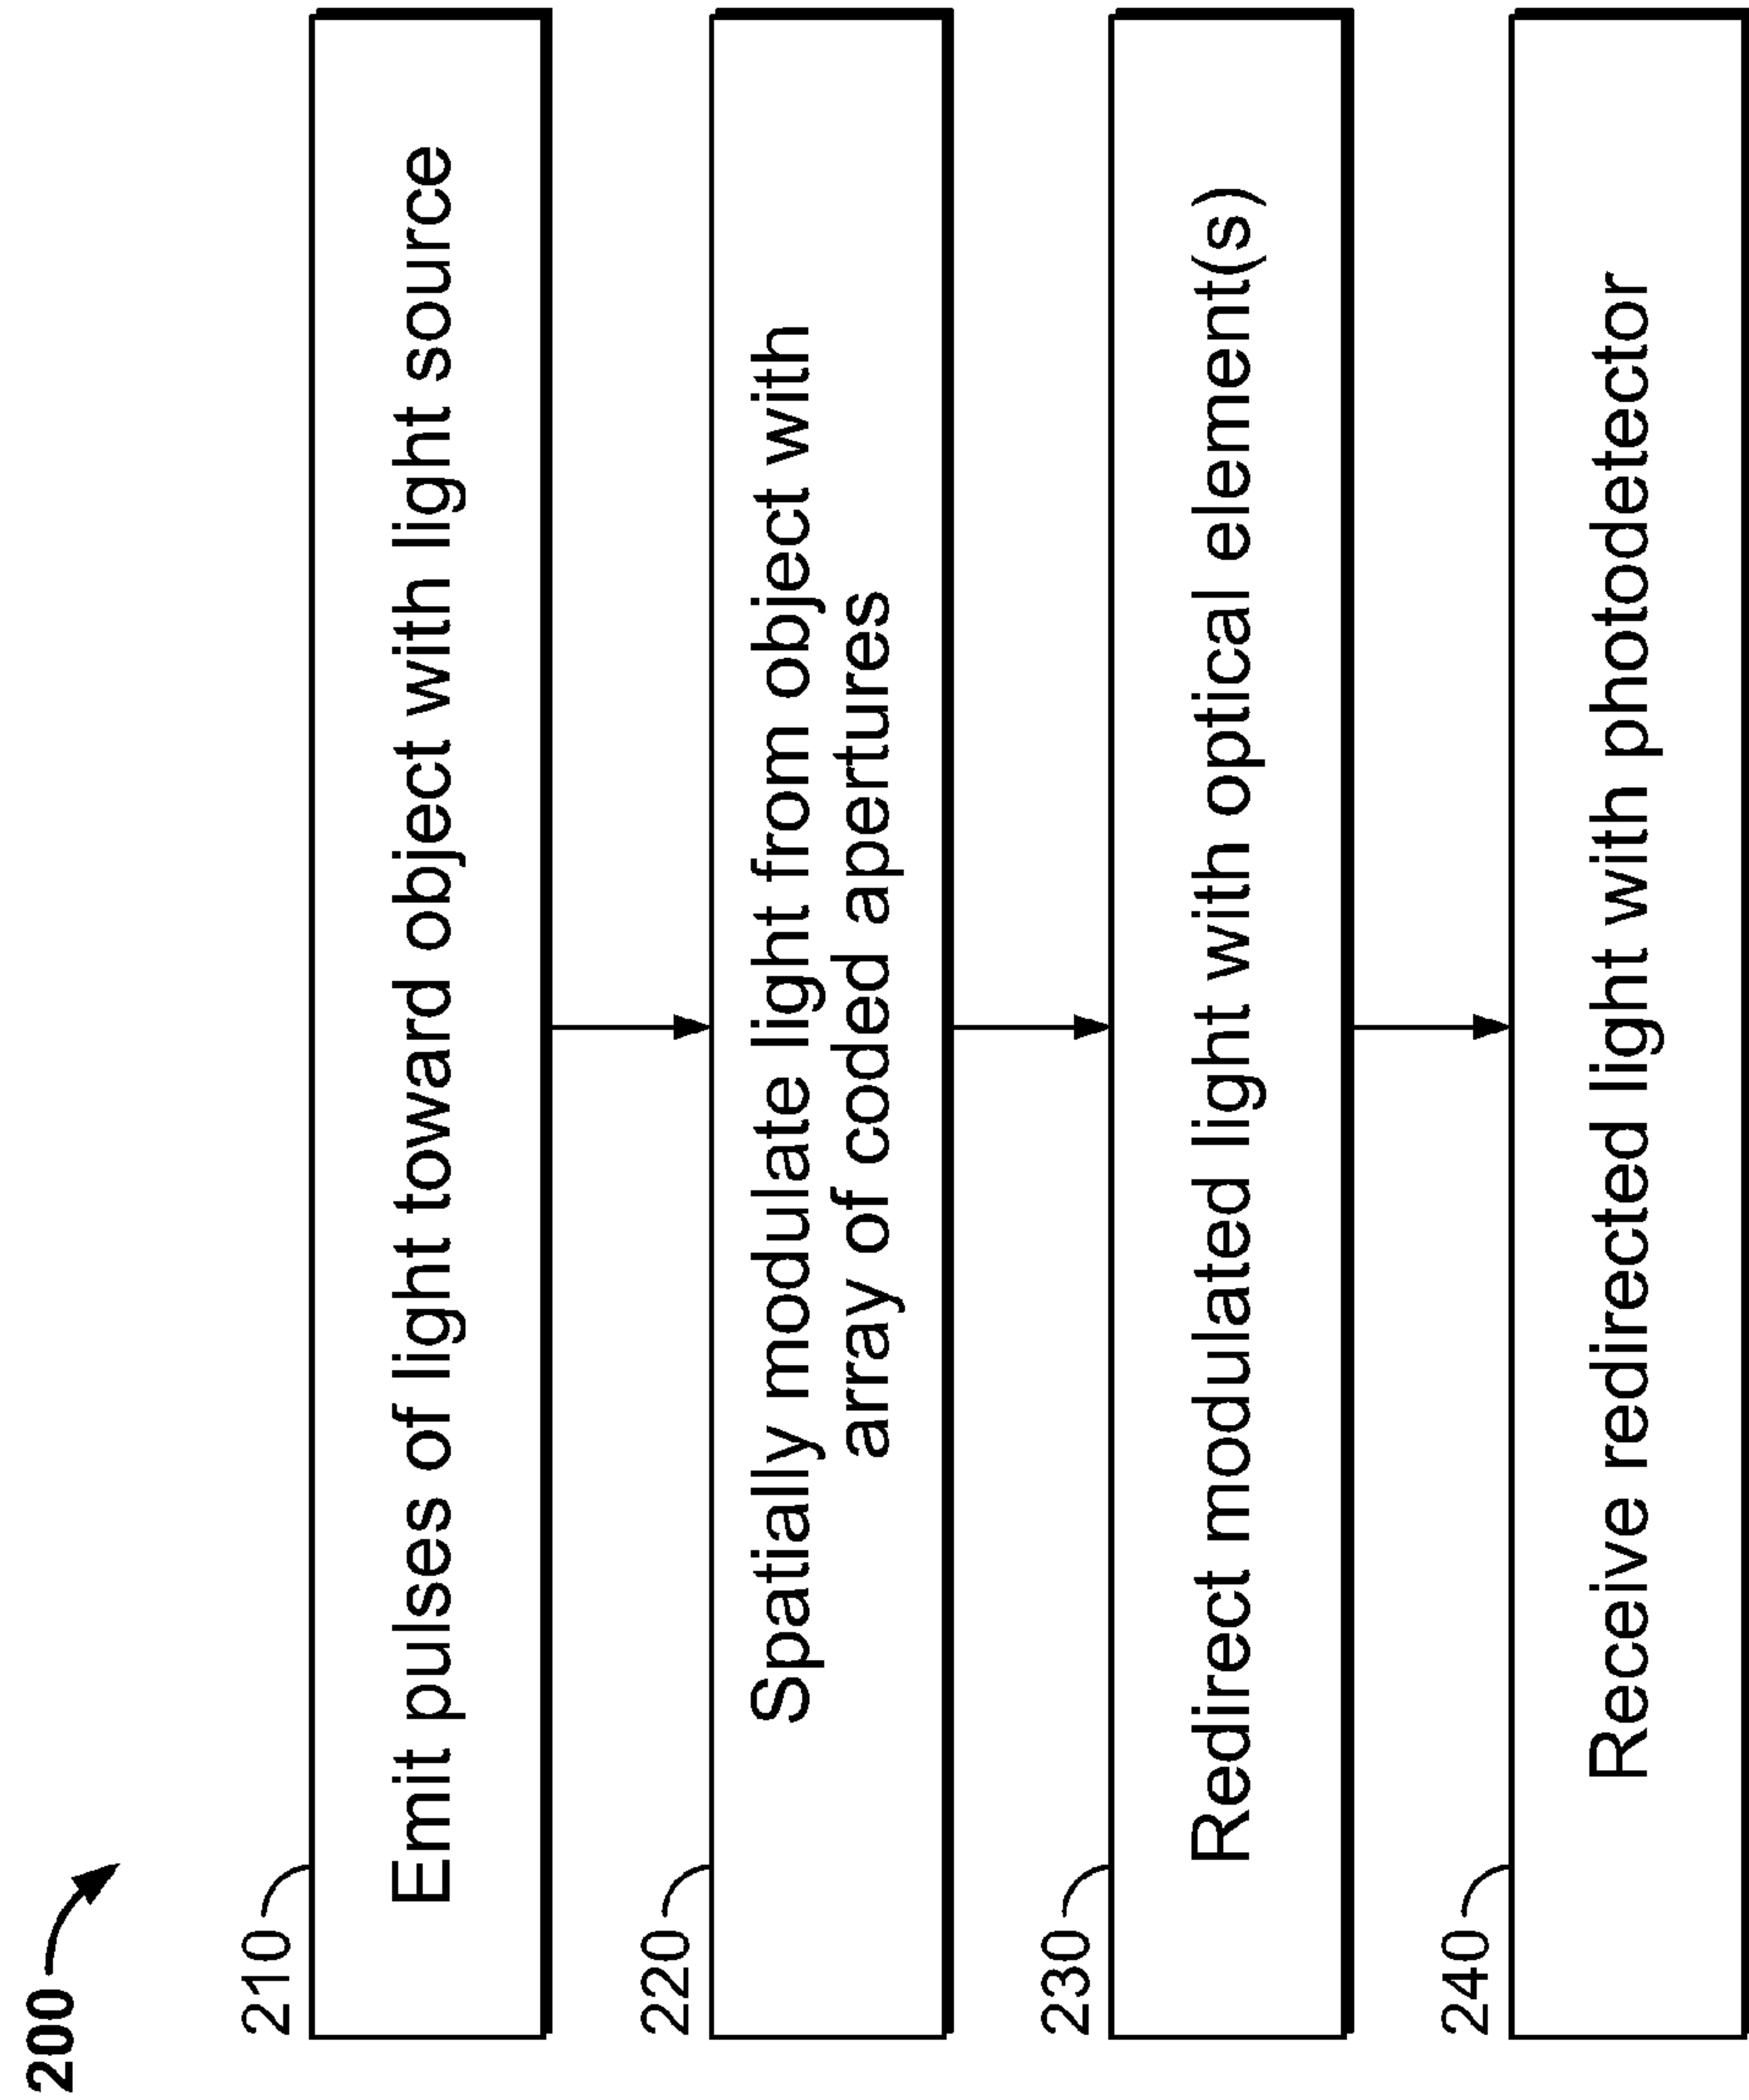 200
210
Emit pulses of light toward object with light source
220
Spatially modulate light from object with
array of coded apertures
230
Redirect modulated light with optical element(s)
240
Receive redirected light with photodetector